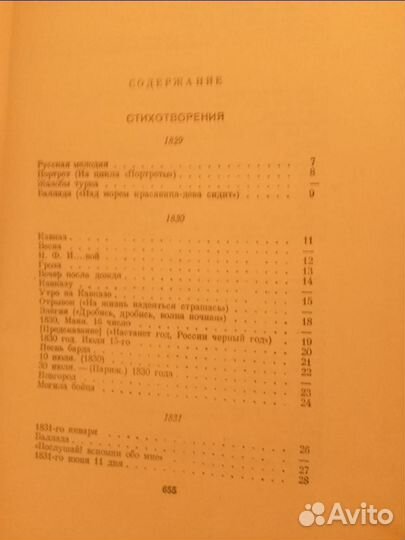 СОДЕРЖАНИЕ
СТИХОТВОРЕНИЯ
1829
Русская мелодия . . . . . . . . . . . . . 7
Портрет (Из цикла «Портреты») . . . . . . . . 8
Жалобы турка . . . . . . . . . . . . . —
Баллада («Над морем красавица-дева сидит») . . . . 9
1830
Кавказ . . . . . . . . . . . . . 11
Весна . . . . . . . . . . . . . —
Н. Ф. И....вой . . . . . . . . . . . . . 12
Гроза . . . . . . . . . . . . . 13
Вечер после дождя . . . . . . . . . . . . . 14
Кавказу . . . . . . . . . . . . . —
Утро на Кавказе . . . . . . . . . . . . . 15
Отрывок («На жизнь надеяться страшась») . . . . —
Элегия («Дробись, дробись, волна ночная») . . . . 18
1830. Мая. 16 число . . . . . . . . . . —
[Предсказание] («Настанет год, России черный год») . . 19
1830 год. Июля 15-го . . . . . . . . . . 20
Песнь барда . . . . . . . . . . 21
10 июля. (1830) . . . . . . . . . . 22
30 июля. — (Париж.) 1830 года . . . . . . . —
Новгород . . . . . . . . . . 23
Могила бойца . . . . . . . . . . 24
1831
1831-го января . . . . . . . . . . 26
Баллада . . . . . . . . . . —
«Послушай! вспомни обо мне» . . . . . . . 27
1831-го июня 11 дня . . . . . . . . . . 28
655
Avito